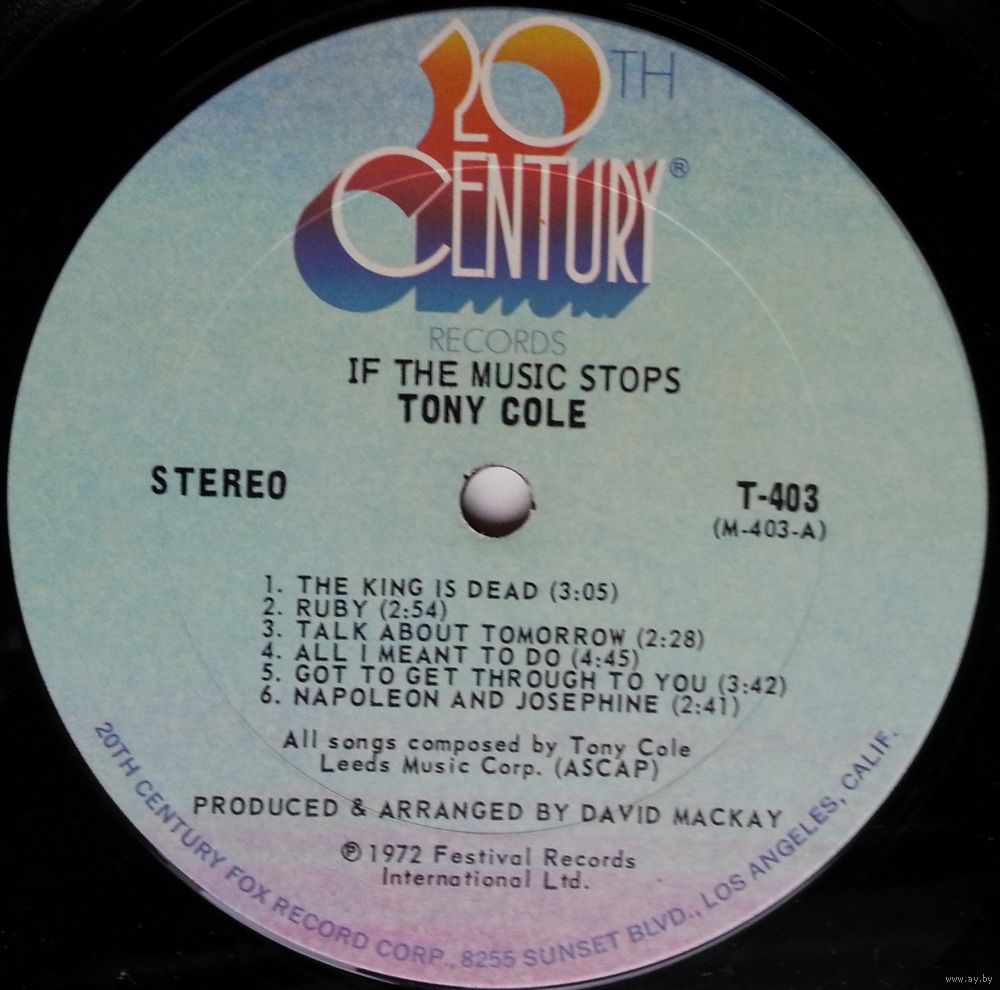 20TH
CENTURY®
RECORDS
IF THE MUSIC STOPS
TONY COLE
STEREO
T-403
(M-403-A)
1. THE KING IS DEAD (3:05)
2. RUBY (2:54)
3. TALK ABOUT TOMORROW (2:28)
4. ALL I MEANT TO DO (4:45)
5. GOT TO GET THROUGH TO YOU (3:42)
6. NAPOLEON AND JOSEPHINE (2:41)
All songs composed by Tony Cole
Leeds Music Corp. (ASCAP)
PRODUCED & ARRANGED BY DAVID MACKAY
℗ 1972 Festival Records
International Ltd.
20TH CENTURY FOX RECORD CORP., 8255 SUNSET BLVD., LOS ANGELES, CALIF.
www.ay.by